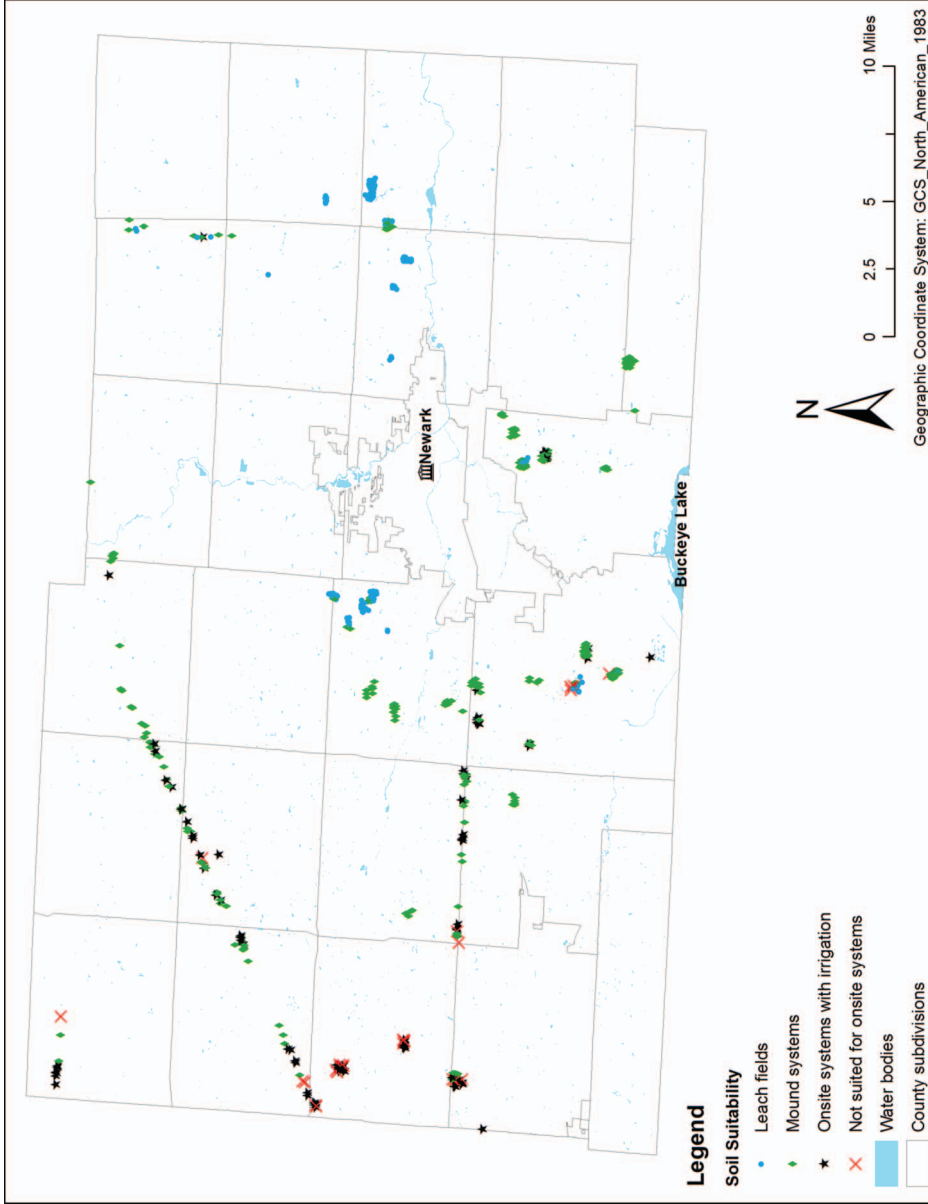 N
Newark
Buckeye Lake
0 2.5 5 10 Miles
Geographic Coordinate System: GCS_North_American_1983
Legend
Soil Suitability
Leach fields
Mound systems
Onsite systems with irrigation
Not suited for onsite systems
Water bodies
County subdivisions